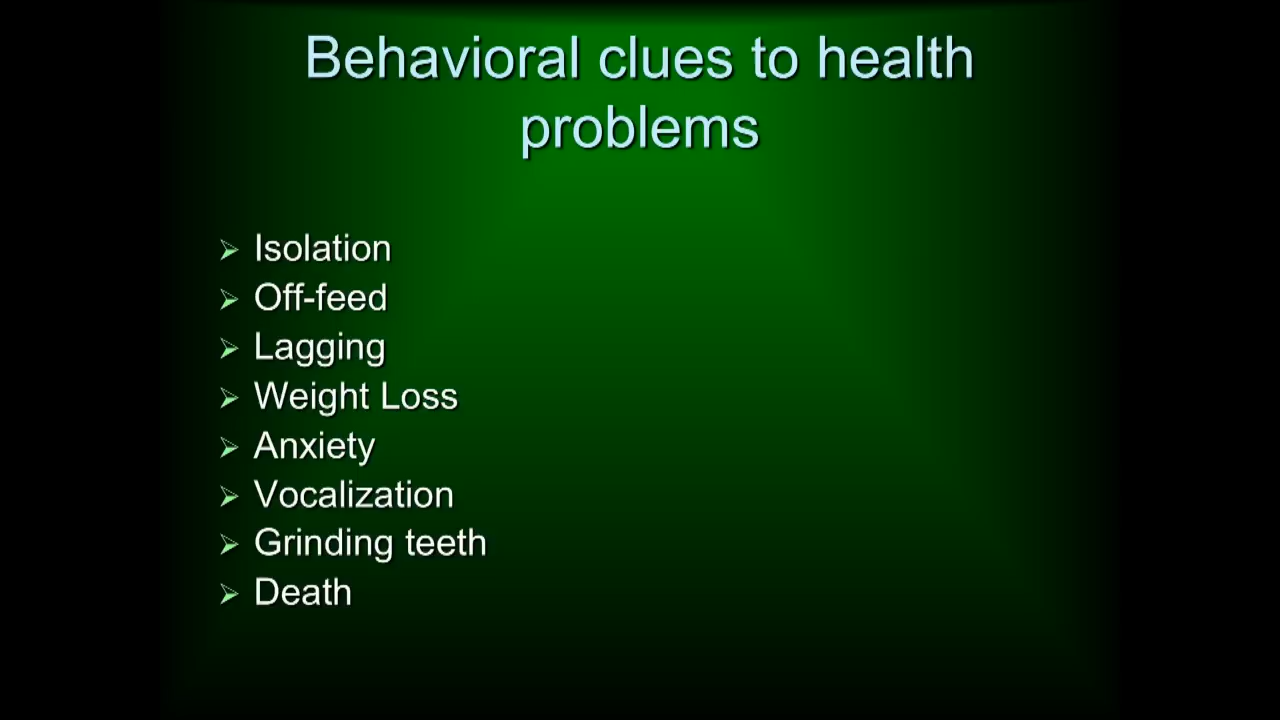 Behavioral clues to health
problems
Isolation
Off-feed
Lagging
Weight Loss
Anxiety
Vocalization
Grinding teeth
Death